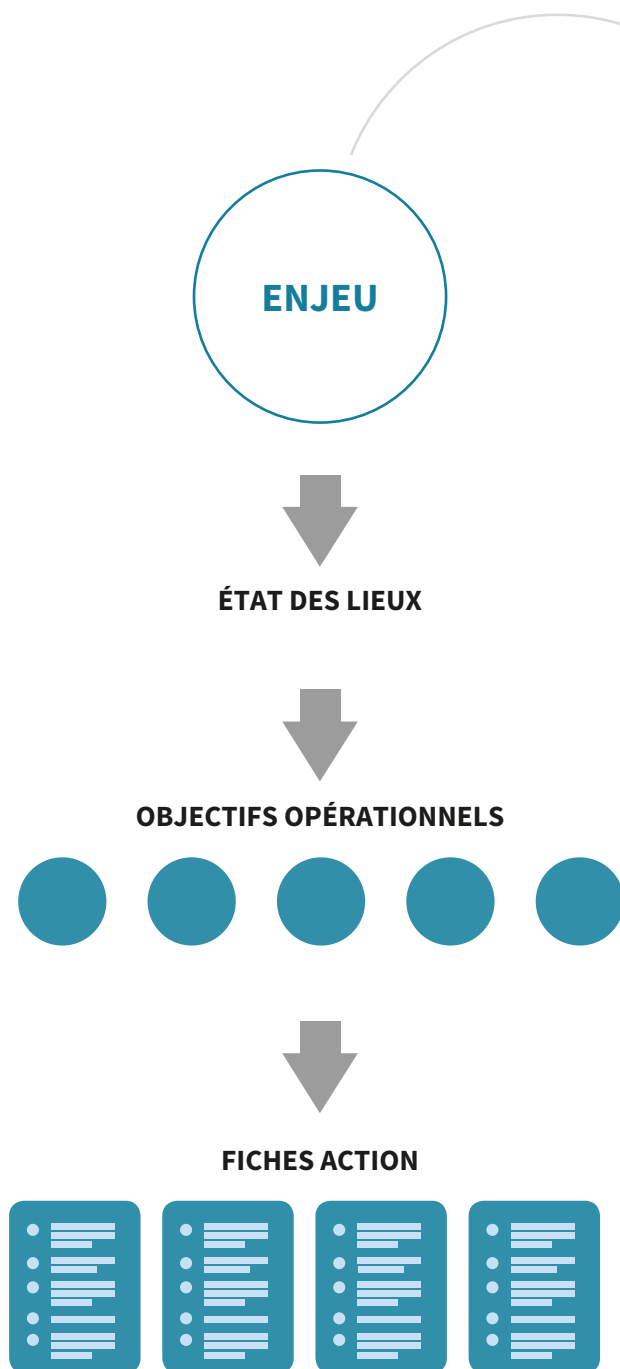 ENJEU
ÉTAT DES LIEUX
OBJECTIFS OPÉRATIONNELS
FICHES ACTION